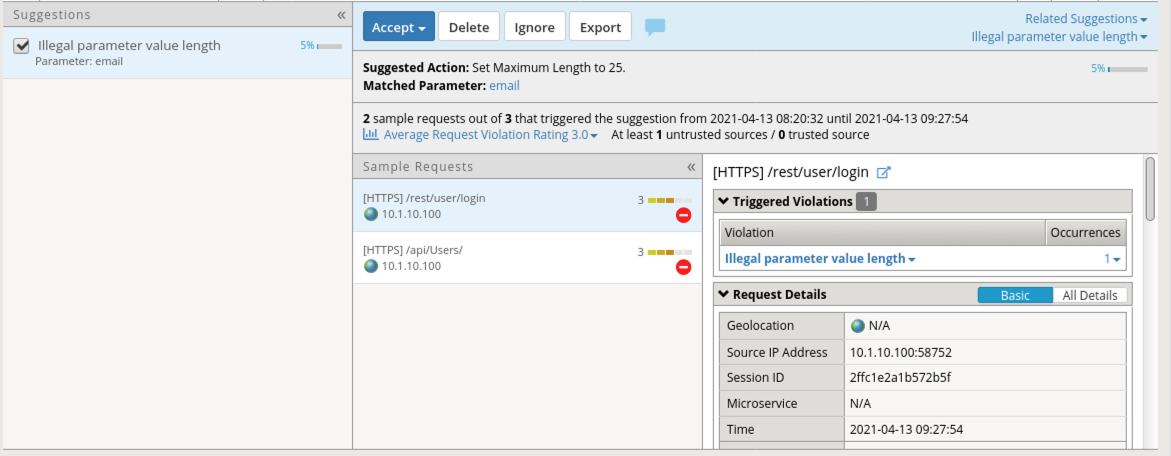 Suggestions «
Illegal parameter value length 5%
Parameter: email
Accept Delete Ignore Export
Related Suggestions
Illegal parameter value length
Suggested Action: Set Maximum Length to 25. 5%
Matched Parameter: email
2 sample requests out of 3 that triggered the suggestion from 2021-04-13 08:20:32 until 2021-04-13 09:27:54
Average Request Violation Rating 3.0 At least 1 untrusted sources / 0 trusted source
Sample Requests «
[HTTPS] /rest/user/login 3
10.1.10.100
[HTTPS] /api/Users/ 3
10.1.10.100
[HTTPS] /rest/user/login
Triggered Violations 1
Violation Occurrences
Illegal parameter value length 1
Request Details Basic All Details
Geolocation N/A
Source IP Address 10.1.10.100:58752
Session ID 2ffc1e2a1b572b5f
Microservice N/A
Time 2021-04-13 09:27:54